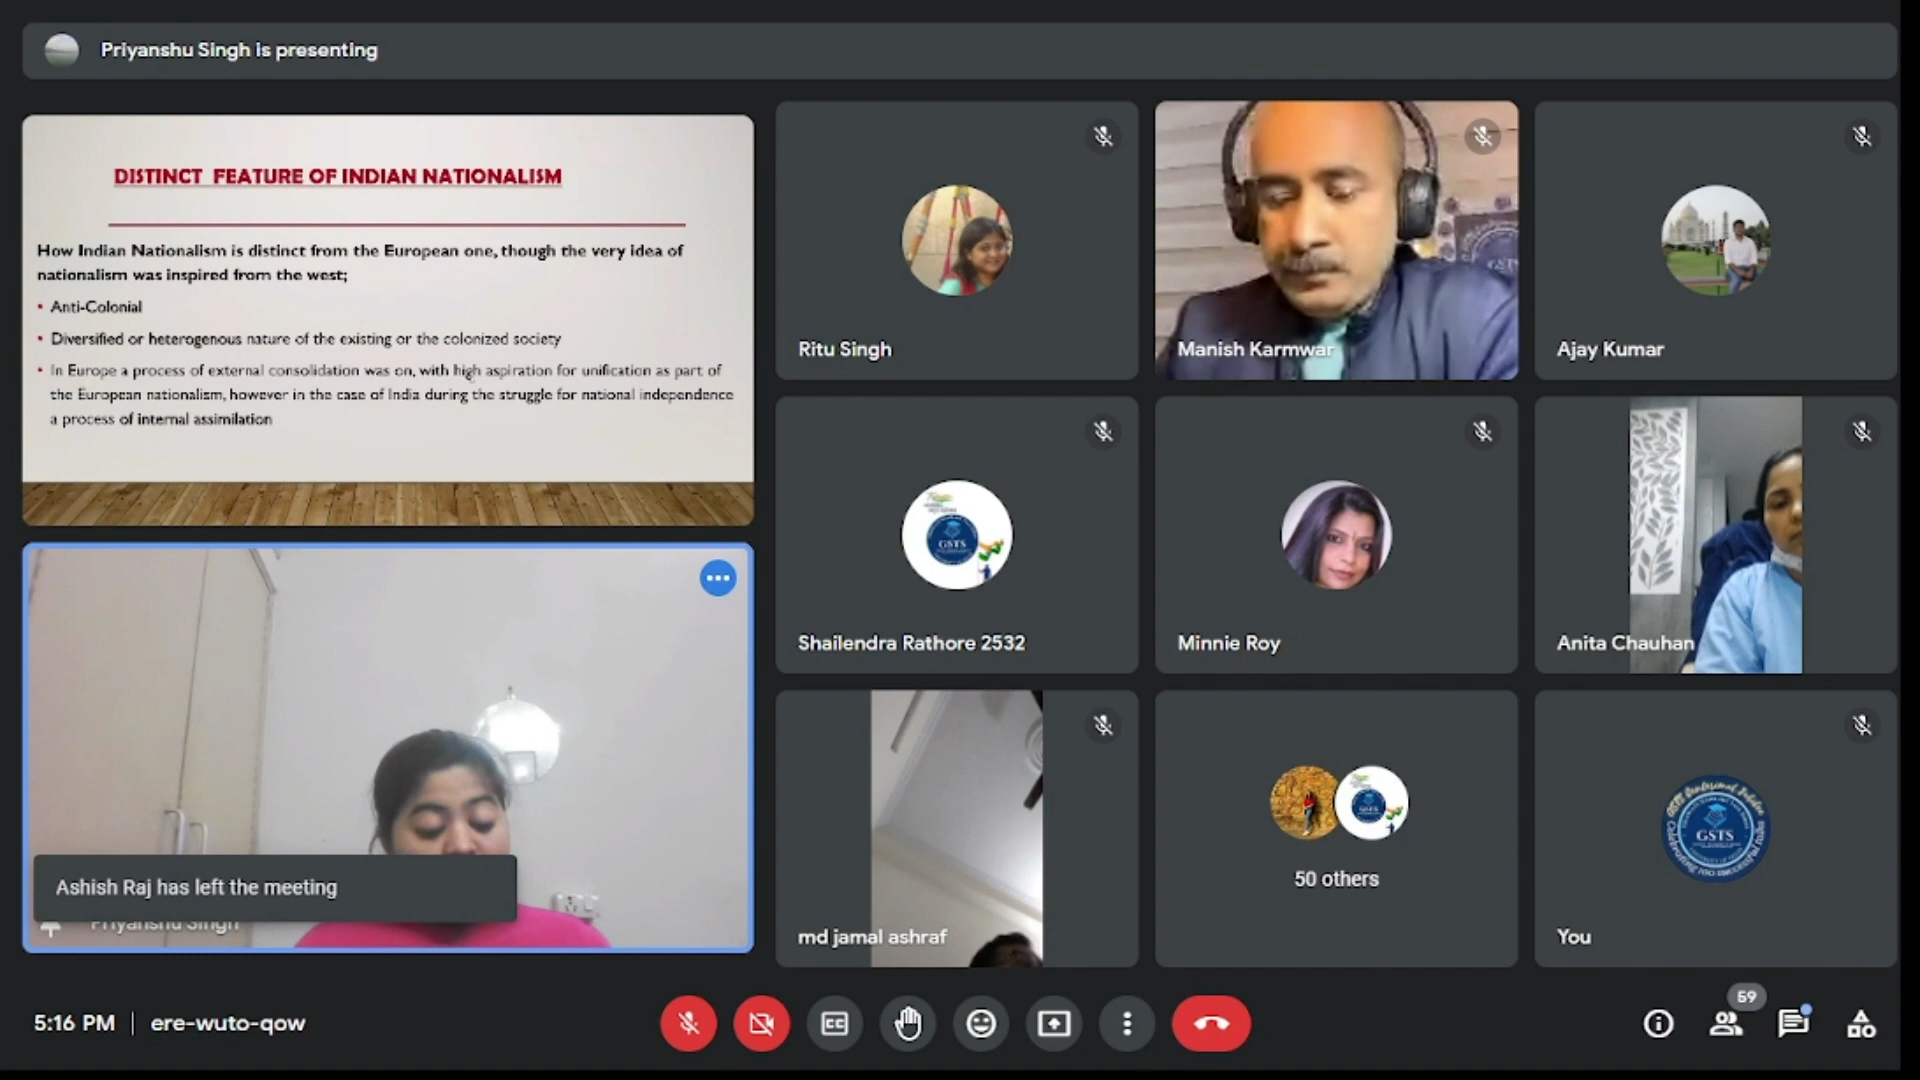 Priyanshu Singh is presenting
DISTINCT FEATURE OF INDIAN NATIONALISM
How Indian Nationalism is distinct from the European one, though the very idea of
nationalism was inspired from the west;
• Anti-Colonial
• Diversified or heterogenous nature of the existing or the colonized society
• In Europe a process of external consolidation was on, with high aspiration for unification as part of
the European nationalism, however in the case of India during the struggle for national independence
a process of internal assimilation
Ritu Singh
Manish Karmwar
Ajay Kumar
Shailendra Rathore 2532
GSTS
Minnie Roy
Anita Chauhan
Ashish Raj has left the meeting
Priyanshu Singh
md jamal ashraf
50 others
GSTS
You
5:16 PM | ere-wuto-qow
CC
59